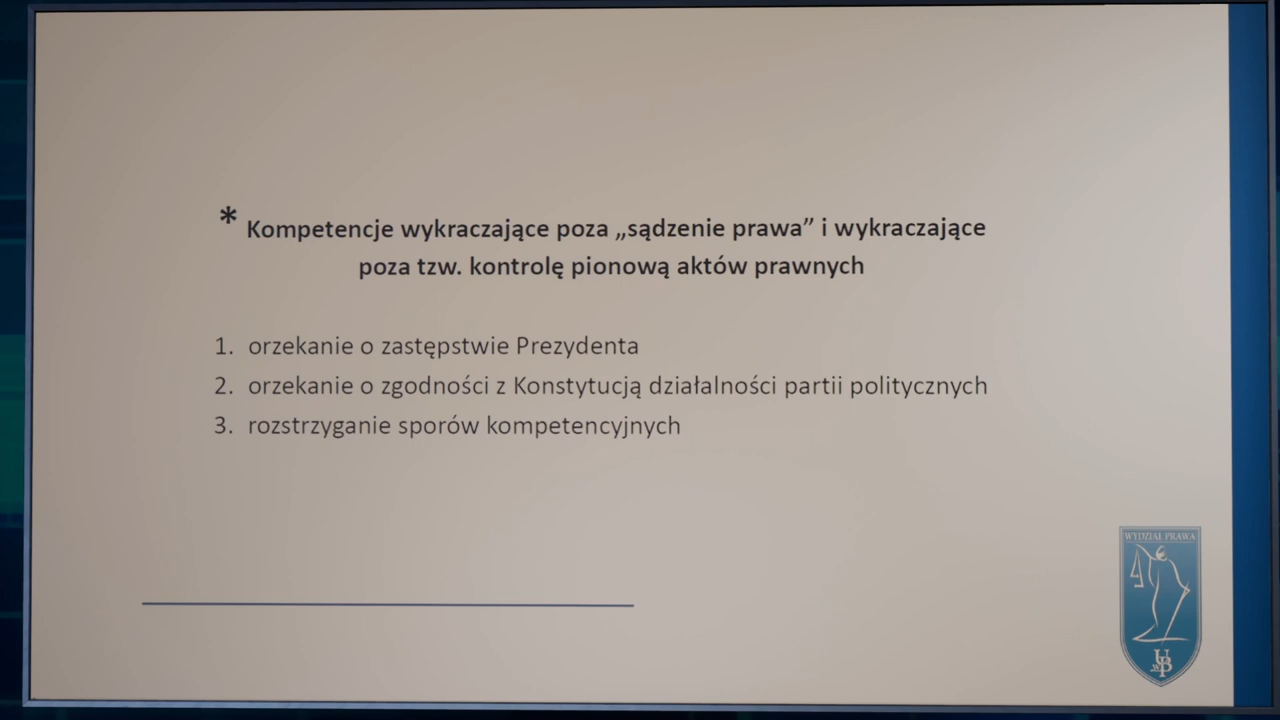 * Kompetencje wykraczające poza „sądzenie prawa” i wykraczające
poza tzw. kontrolę pionową aktów prawnych
1. orzekanie o zastępstwie Prezydenta
2. orzekanie o zgodności z Konstytucją działalności partii politycznych
3. rozstrzyganie sporów kompetencyjnych
WYDZIAŁ PRAWA
UwB